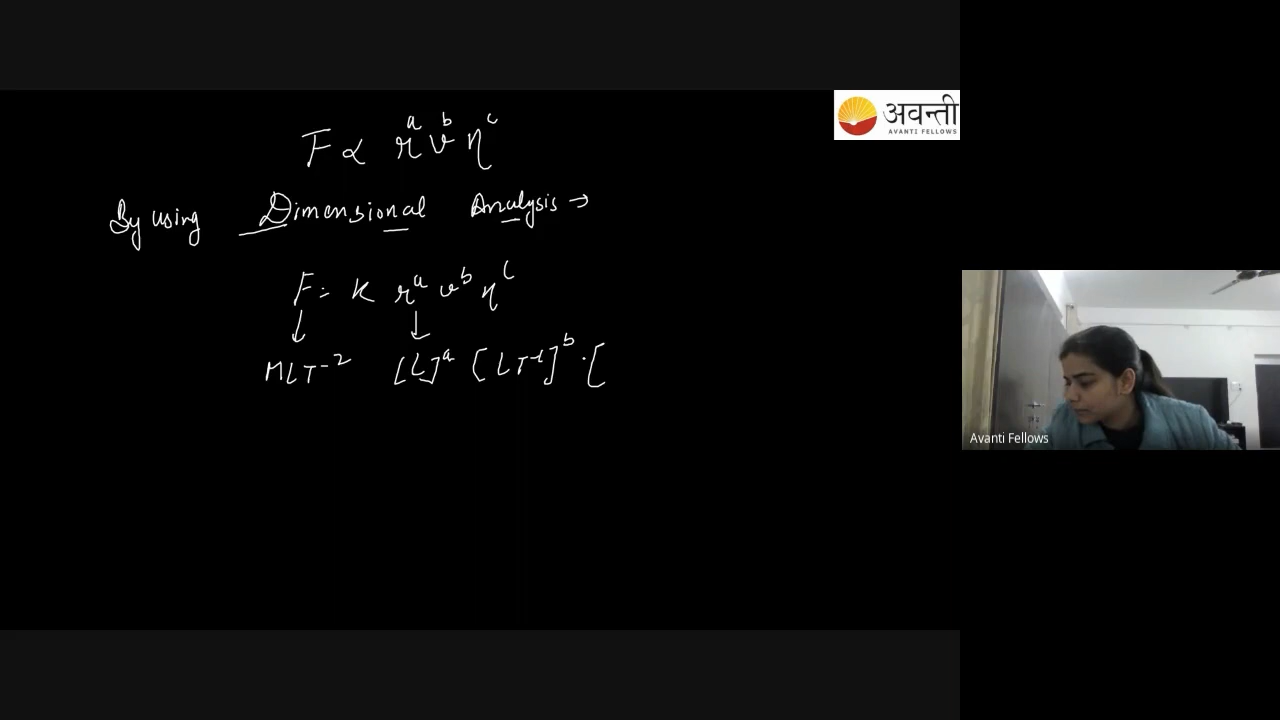 F ∝ r^a v^b η^c
अवन्ती
AVANTI FELLOWS
By using Dimensional Analysis →
F = K r^a v^b η^c
MLT^-2 [L]^a [LT^-1]^b · [
Avanti Fellows